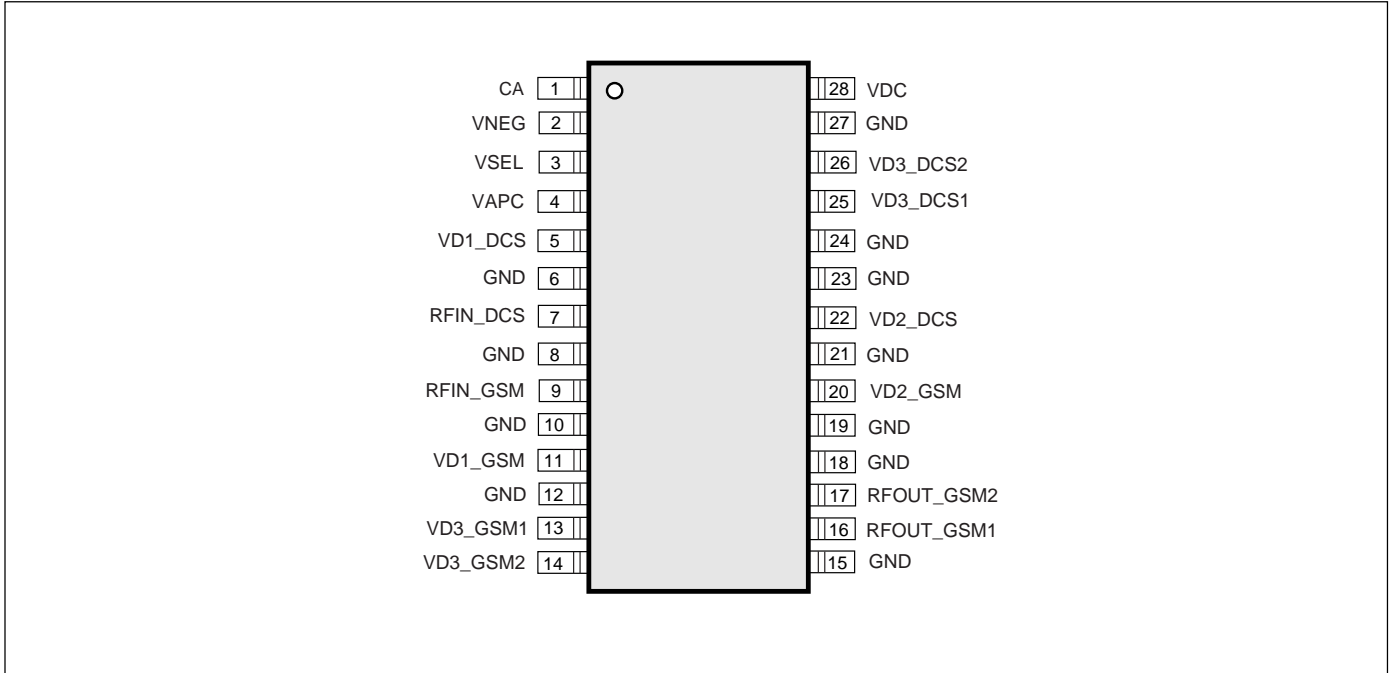 CA 1 28 VDC
VNEG 2 27 GND
VSEL 3 26 VD3_DCS2
VAPC 4 25 VD3_DCS1
VD1_DCS 5 24 GND
GND 6 23 GND
RFIN_DCS 7 22 VD2_DCS
GND 8 21 GND
RFIN_GSM 9 20 VD2_GSM
GND 10 19 GND
VD1_GSM 11 18 GND
GND 12 17 RFOUT_GSM2
VD3_GSM1 13 16 RFOUT_GSM1
VD3_GSM2 14 15 GND